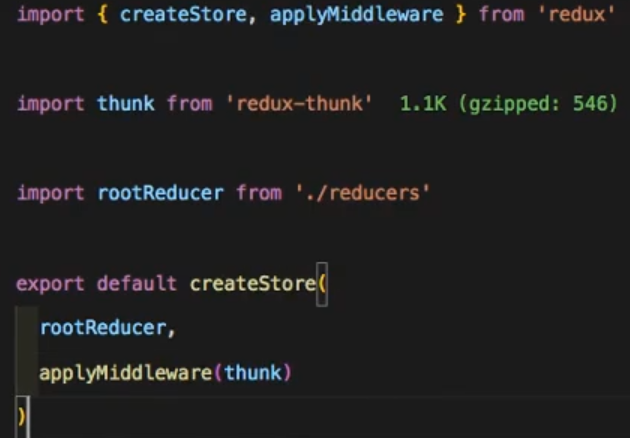 import { createStore, applyMiddleware } from 'redux'
import thunk from 'redux-thunk' 1.1K (gzipped: 546)
import rootReducer from './reducers'
export default createStore(
rootReducer,
applyMiddleware(thunk)
)